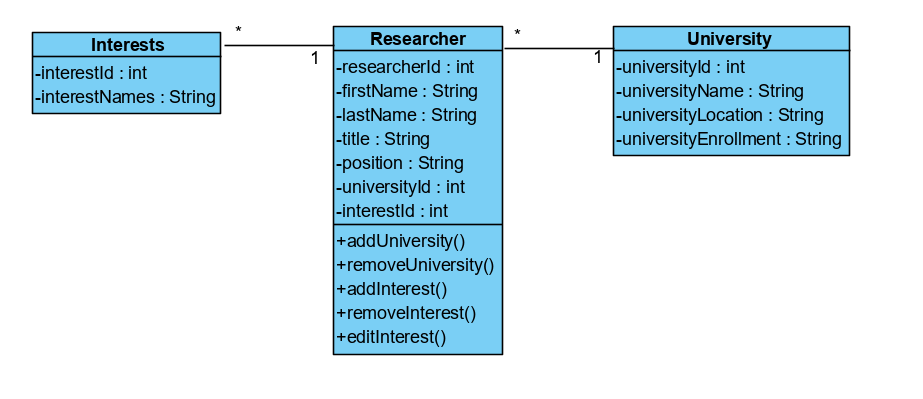 Interests
-interestId : int
-interestNames : String
*
1
Researcher
-researcherId : int
-firstName : String
-lastName : String
-title : String
-position : String
-universityId : int
-interestId : int
+addUniversity()
+removeUniversity()
+addInterest()
+removeInterest()
+editInterest()
*
1
University
-universityId : int
-universityName : String
-universityLocation : String
-universityEnrollment : String